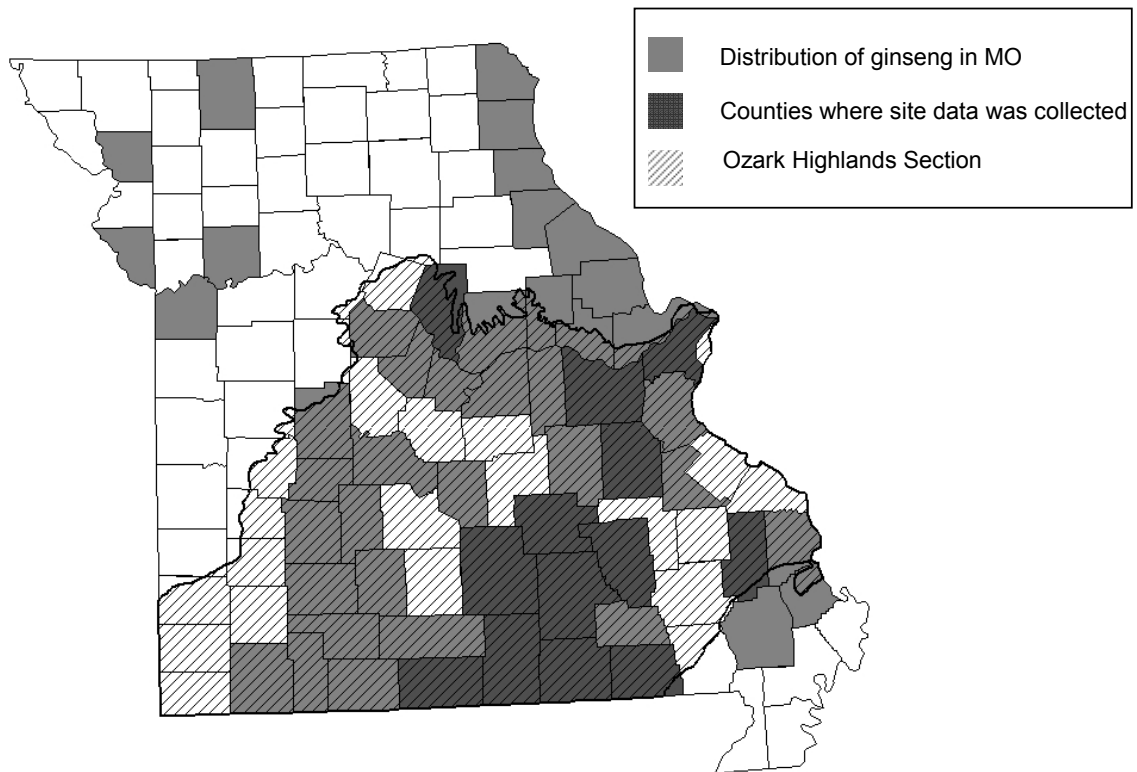 Distribution of ginseng in MO
Counties where site data was collected
Ozark Highlands Section